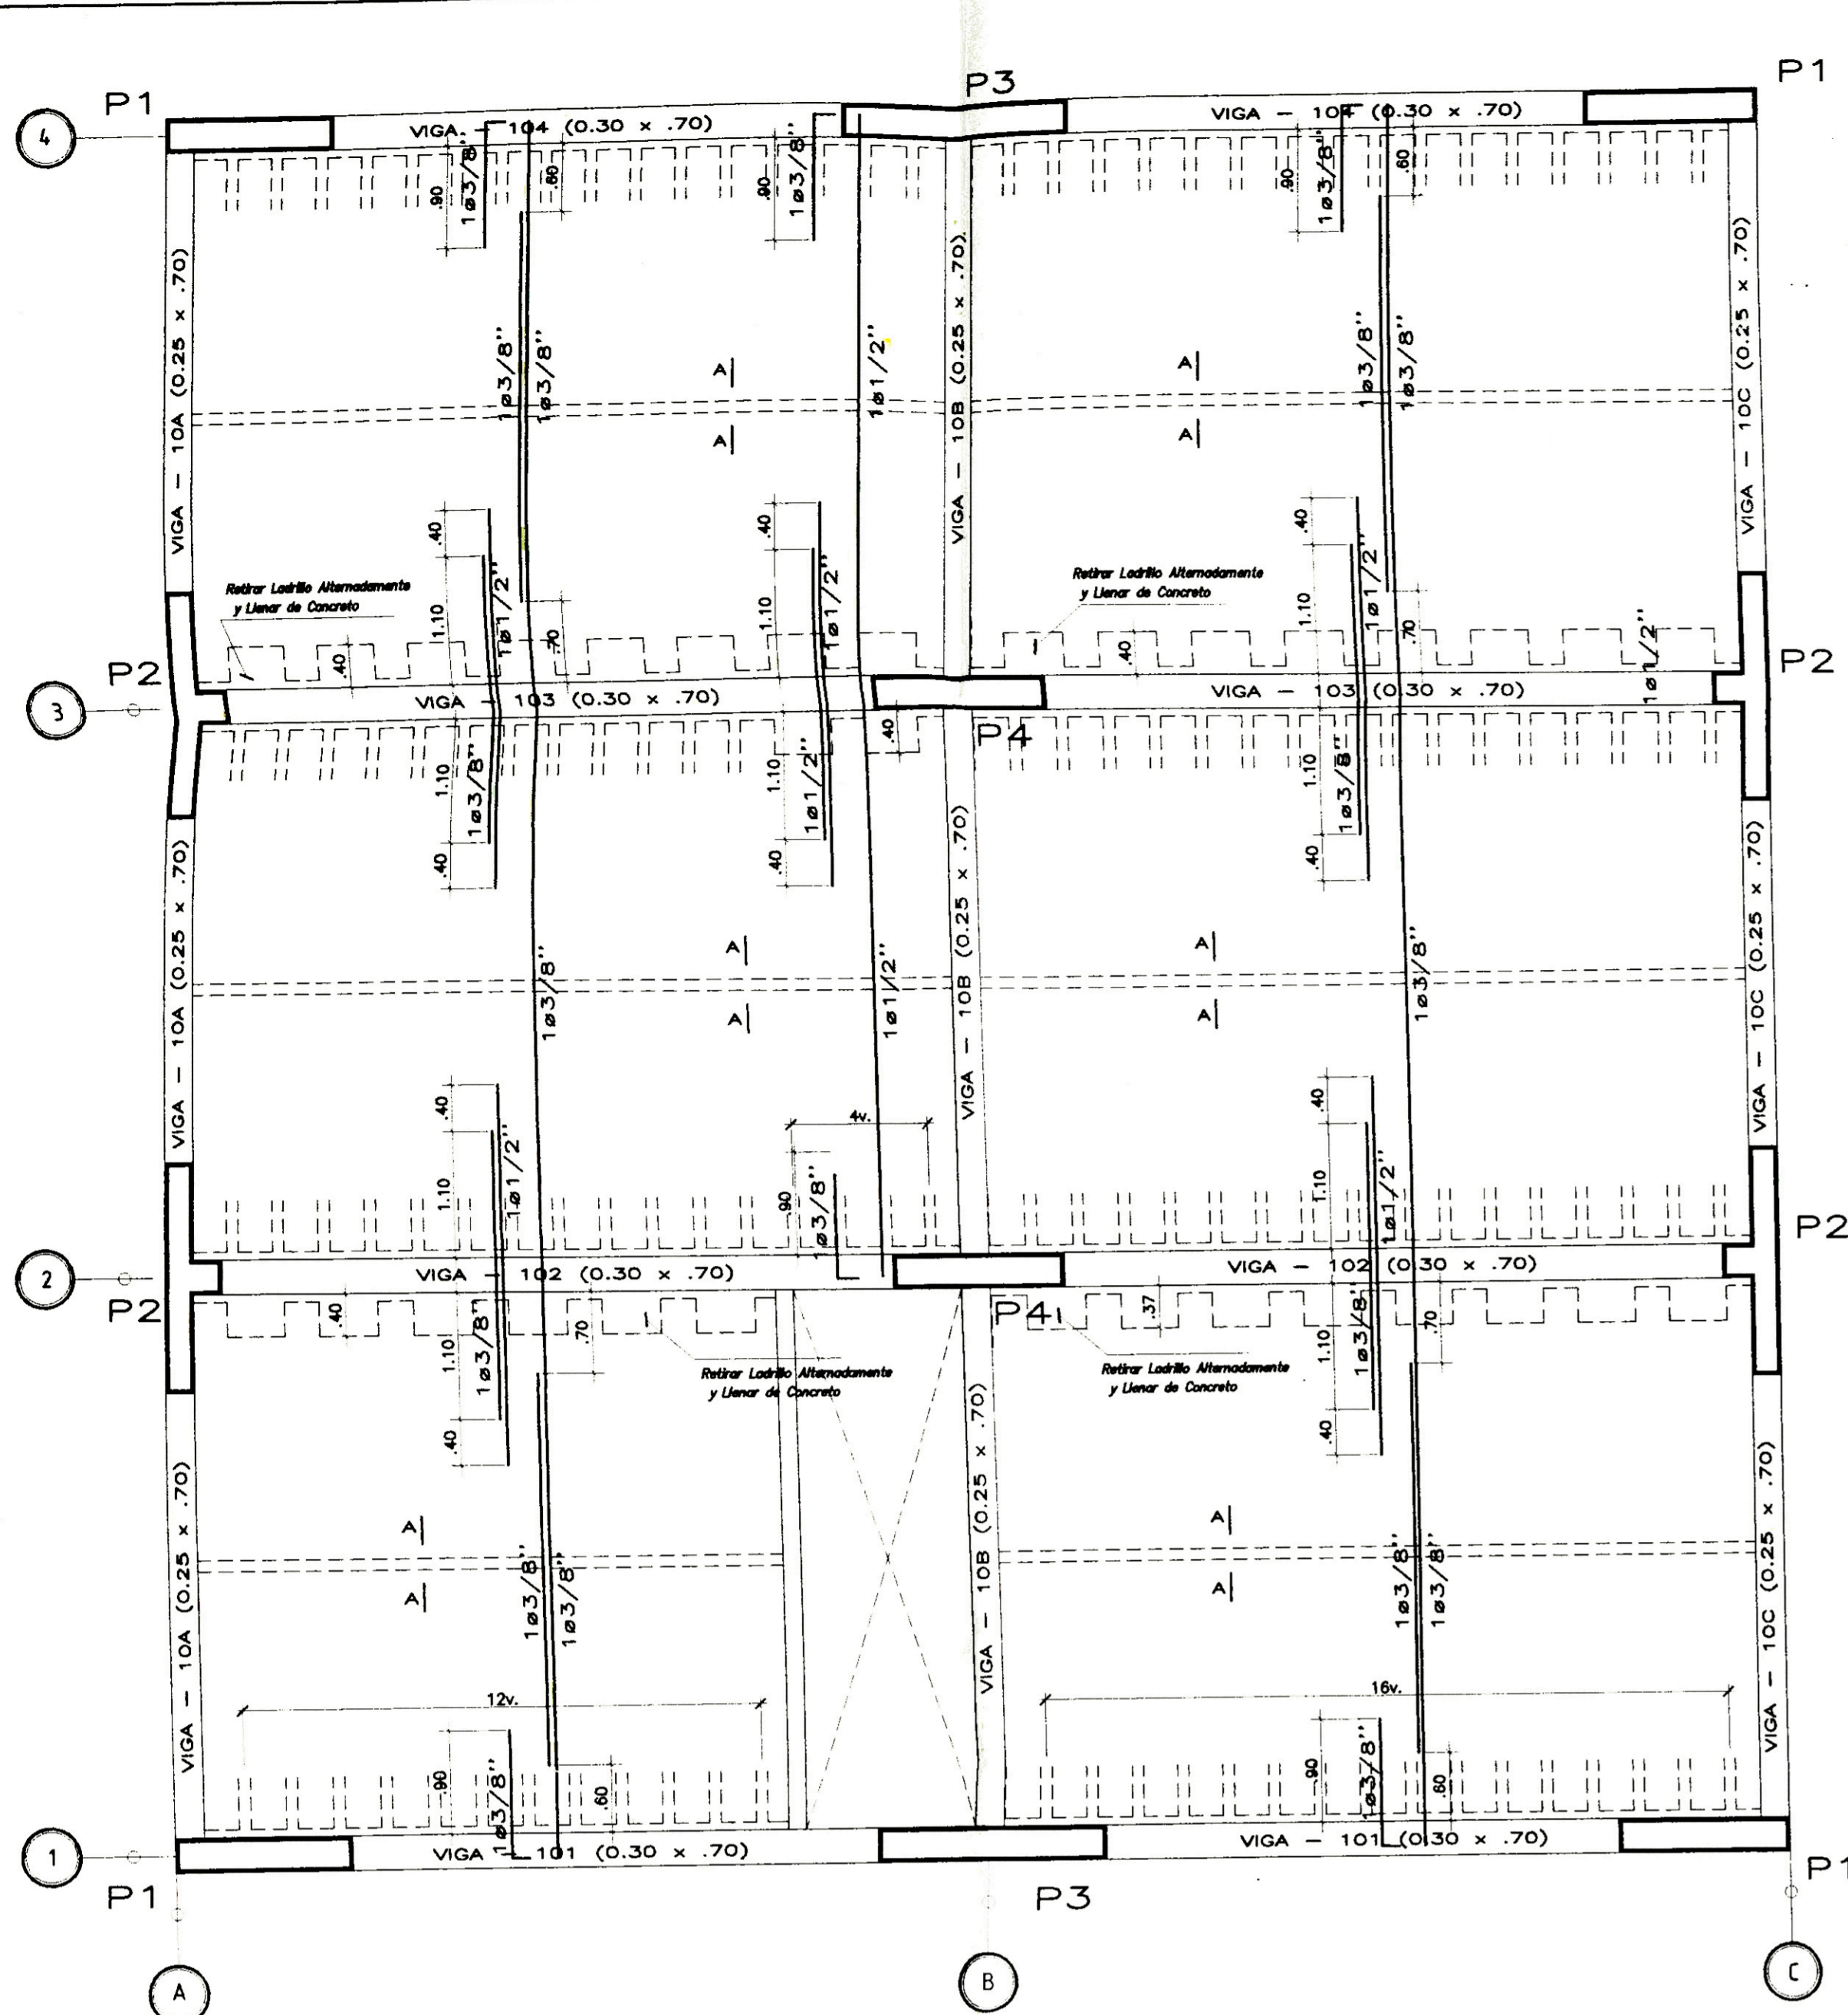 P1
P3
P1
4
VIGA - 104 (0.30 x .70)
VIGA - 104 (0.30 x .70)
.90
1ø3/8"
.60
.90
1ø3/8"
.90
1ø3/8"
.60
VIGA - 10A (0.25 x .70)
1ø3/8"
1ø3/8"
A
A
1ø1/2"
VIGA - 10B (0.25 x .70)
A
A
1ø3/8"
1ø3/8"
VIGA - 10C (0.25 x .70)
.40
1.10
1ø1/2"
.70
.40
1.10
1ø1/2"
.40
1.10
1ø1/2"
.70
1ø1/2"
Retirar Ladrillo Alternadamente
y Llenar de Concreto
Retirar Ladrillo Alternadamente
y Llenar de Concreto
.40
.40
P2
P2
3
VIGA - 103 (0.30 x .70)
VIGA - 103 (0.30 x .70)
P4
.40
1.10
1ø3/8"
.40
1.10
1ø1/2"
.40
1.10
1ø3/8"
.40
VIGA - 10A (0.25 x .70)
1ø3/8"
A
A
1ø1/2"
VIGA - 10B (0.25 x .70)
A
A
1ø3/8"
VIGA - 10C (0.25 x .70)
.40
1.10
1ø1/2"
4v.
.90
1ø3/8"
.40
1.10
1ø1/2"
P2
2
VIGA - 102 (0.30 x .70)
VIGA - 102 (0.30 x .70)
P2
P4
.40
1.10
1ø3/8"
.40
.70
.37
1.10
1ø3/8"
.40
.70
Retirar Ladrillo Alternadamente
y Llenar de Concreto
Retirar Ladrillo Alternadamente
y Llenar de Concreto
VIGA - 10A (0.25 x .70)
A
A
1ø3/8"
1ø3/8"
VIGA - 10B (0.25 x .70)
A
A
1ø3/8"
1ø3/8"
VIGA - 10C (0.25 x .70)
12v.
16v.
.90
1ø3/8"
.60
.90
1ø3/8"
.60
1
VIGA - 101 (0.30 x .70)
VIGA - 101 (0.30 x .70)
P1
P3
P1
A
B
C